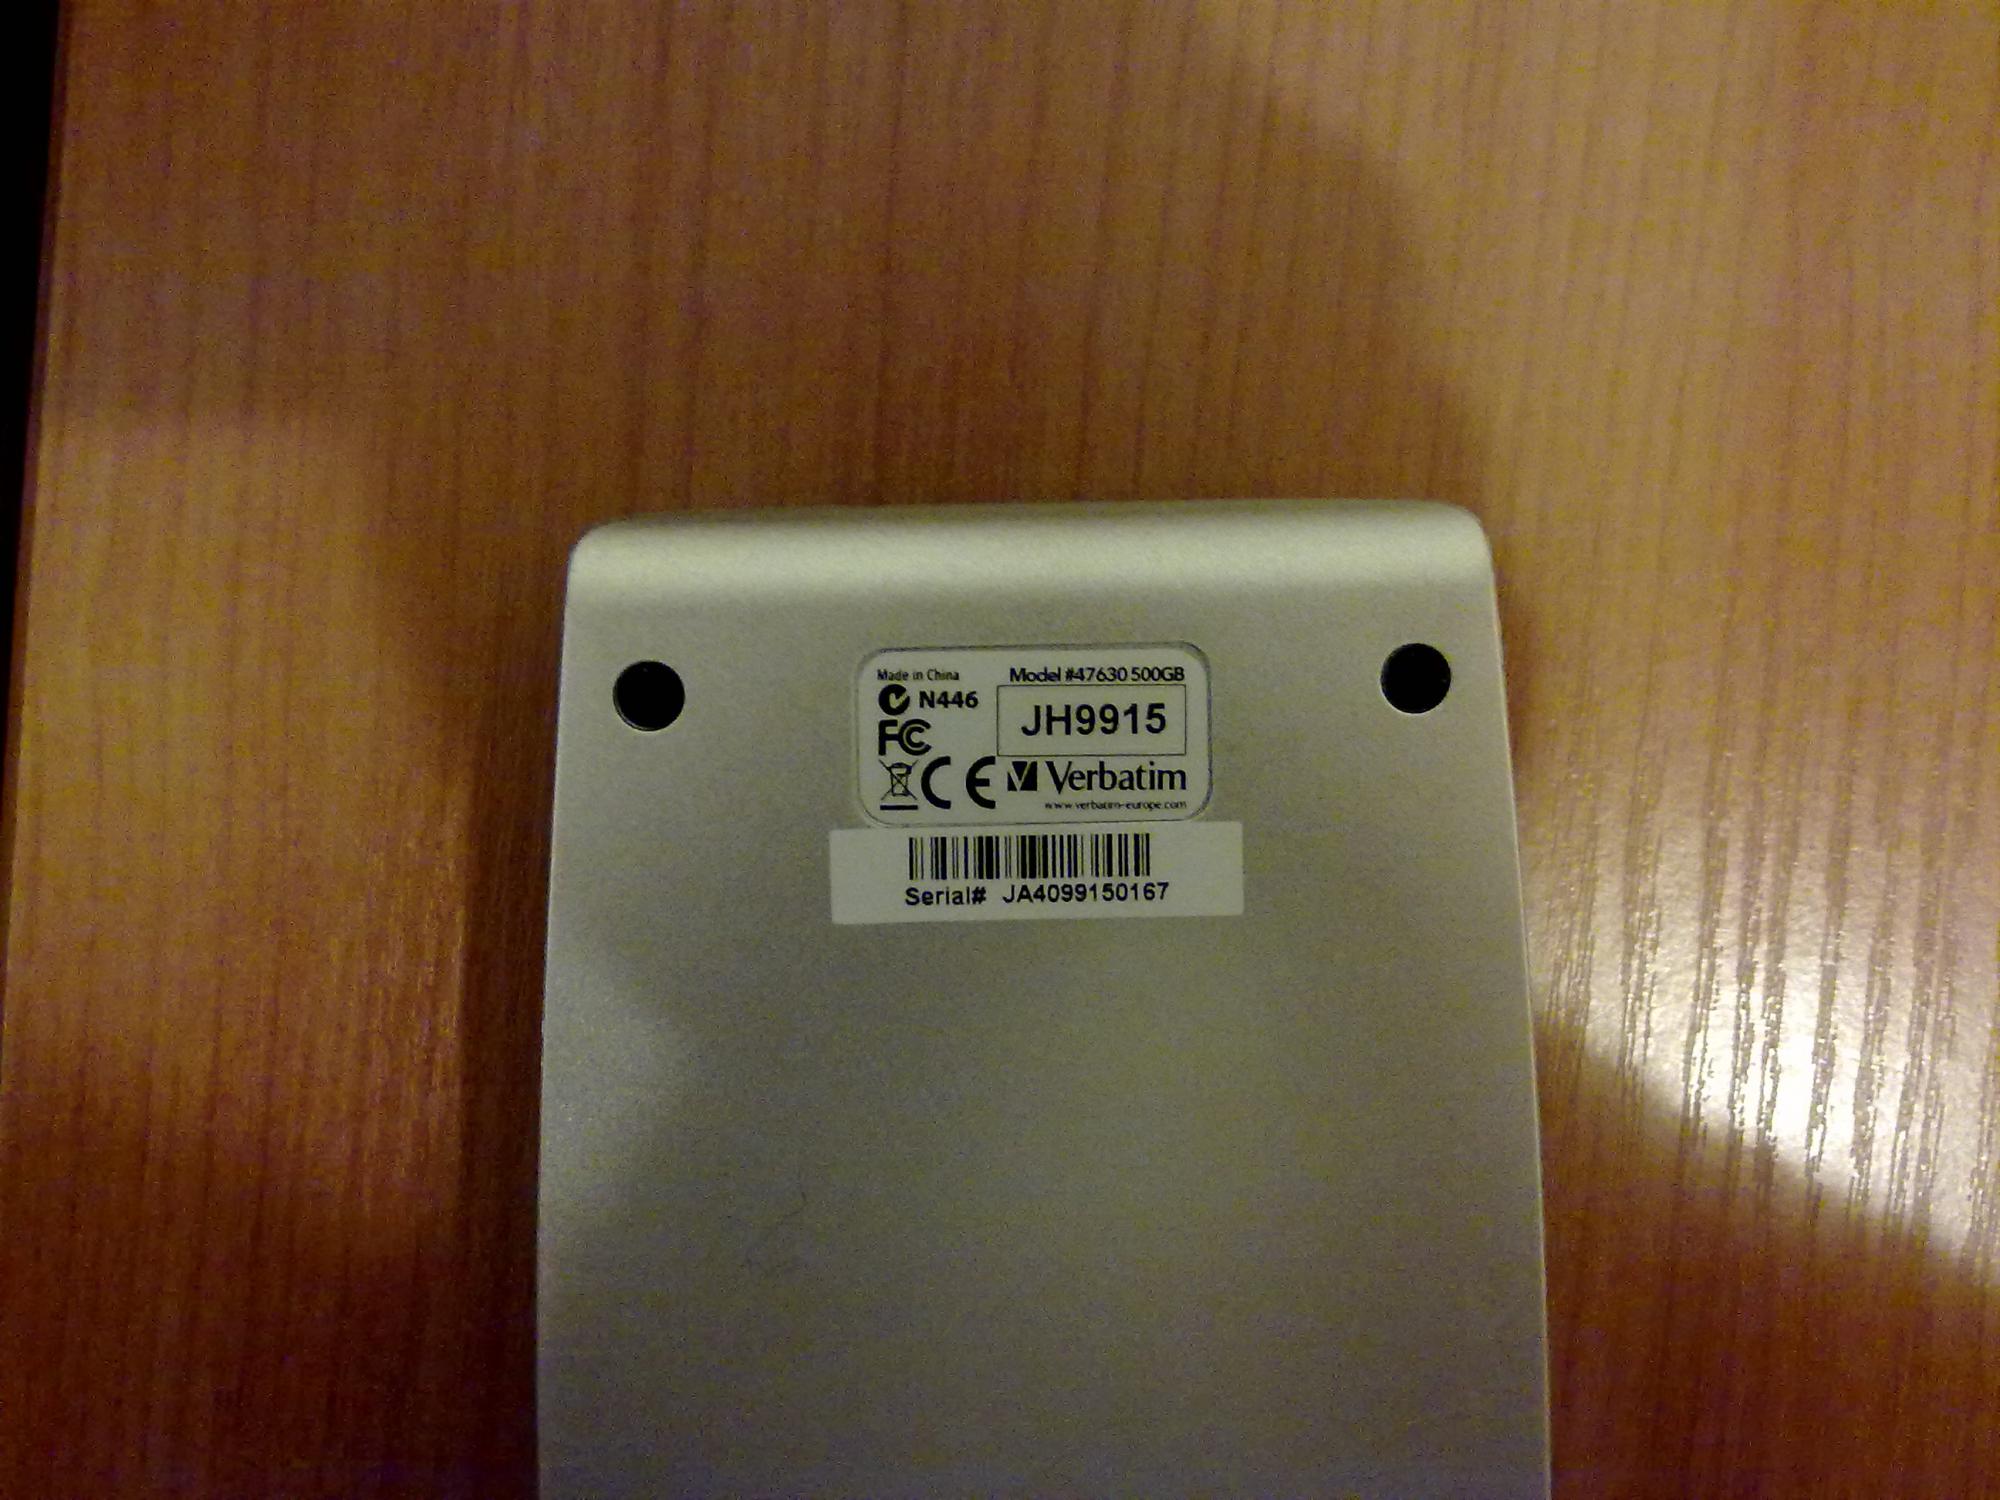 Made in China
Model #47630 500GB
N446
JH9915
FC
CE
Verbatim
www.verbatim-europe.com
Serial# JA4099150167